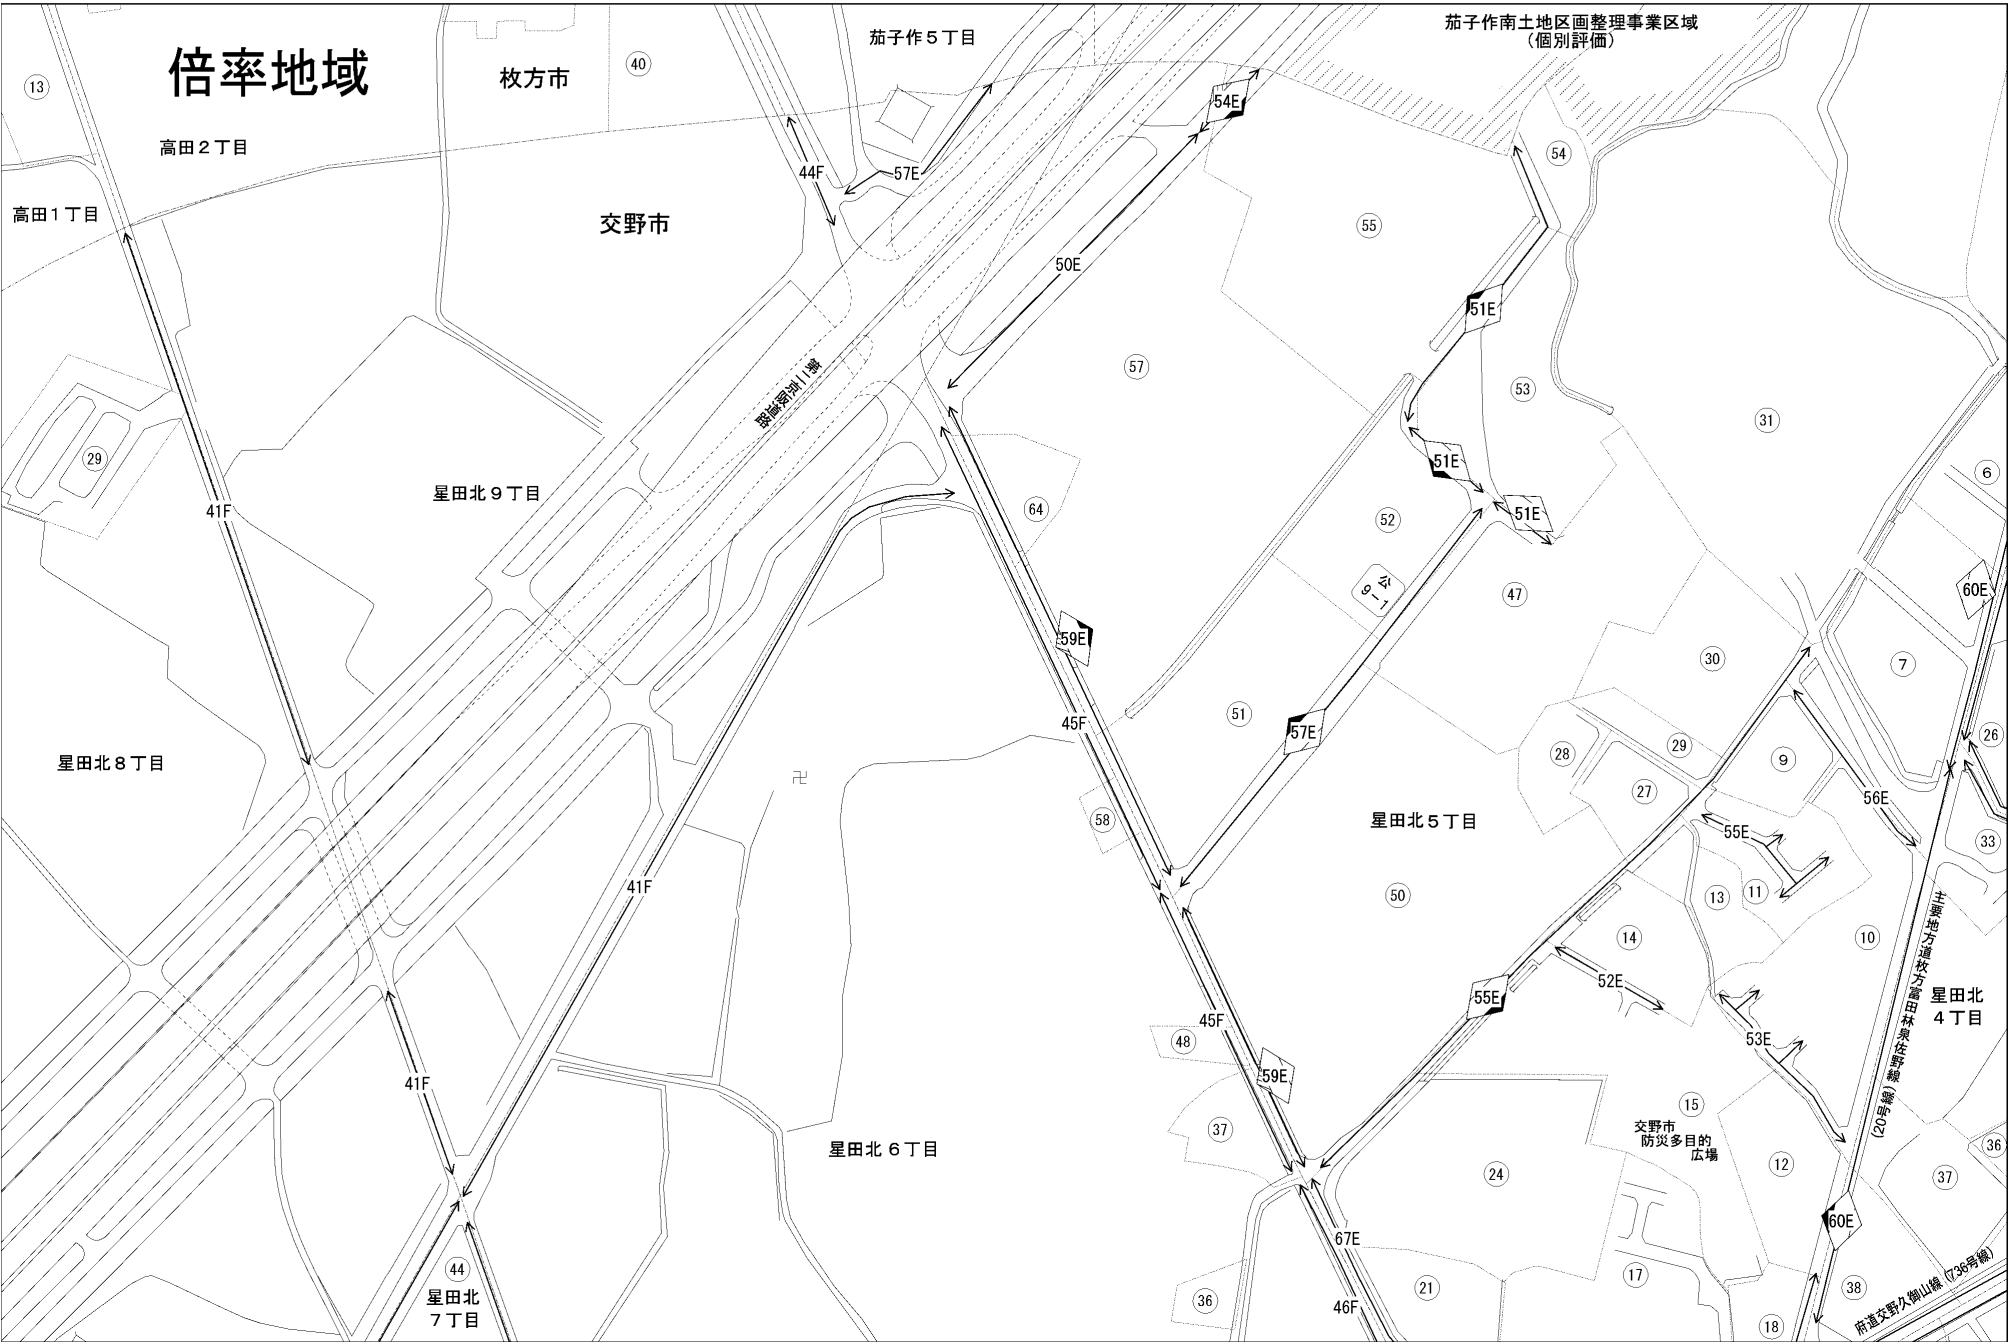 倍率地域
枚方市
40
13
高田２丁目
茄子作５丁目
茄子作南土地区画整理事業区域
（個別評価）
54E
44F
57E
54
高田１丁目
交野市
55
50E
51E
57
53
31
第二京阪道路
29
星田北９丁目
41F
64
51E
52
51E
6
公
9－1
47
60E
59E
30
7
45F
51
57E
28
29
9
26
星田北８丁目
27
56E
58
星田北５丁目
55E
33
41F
50
13
11
14
10
主要地方道枚方富田林泉佐野線
(20号線)
52E
55E
星田北
４丁目
45F
53E
48
59E
41F
15
37
交野市
防災多目的
広場
36
星田北６丁目
24
12
37
60E
67E
44
17
星田北
７丁目
36
46F
21
38
18
府道交野久御山線 (736号線)